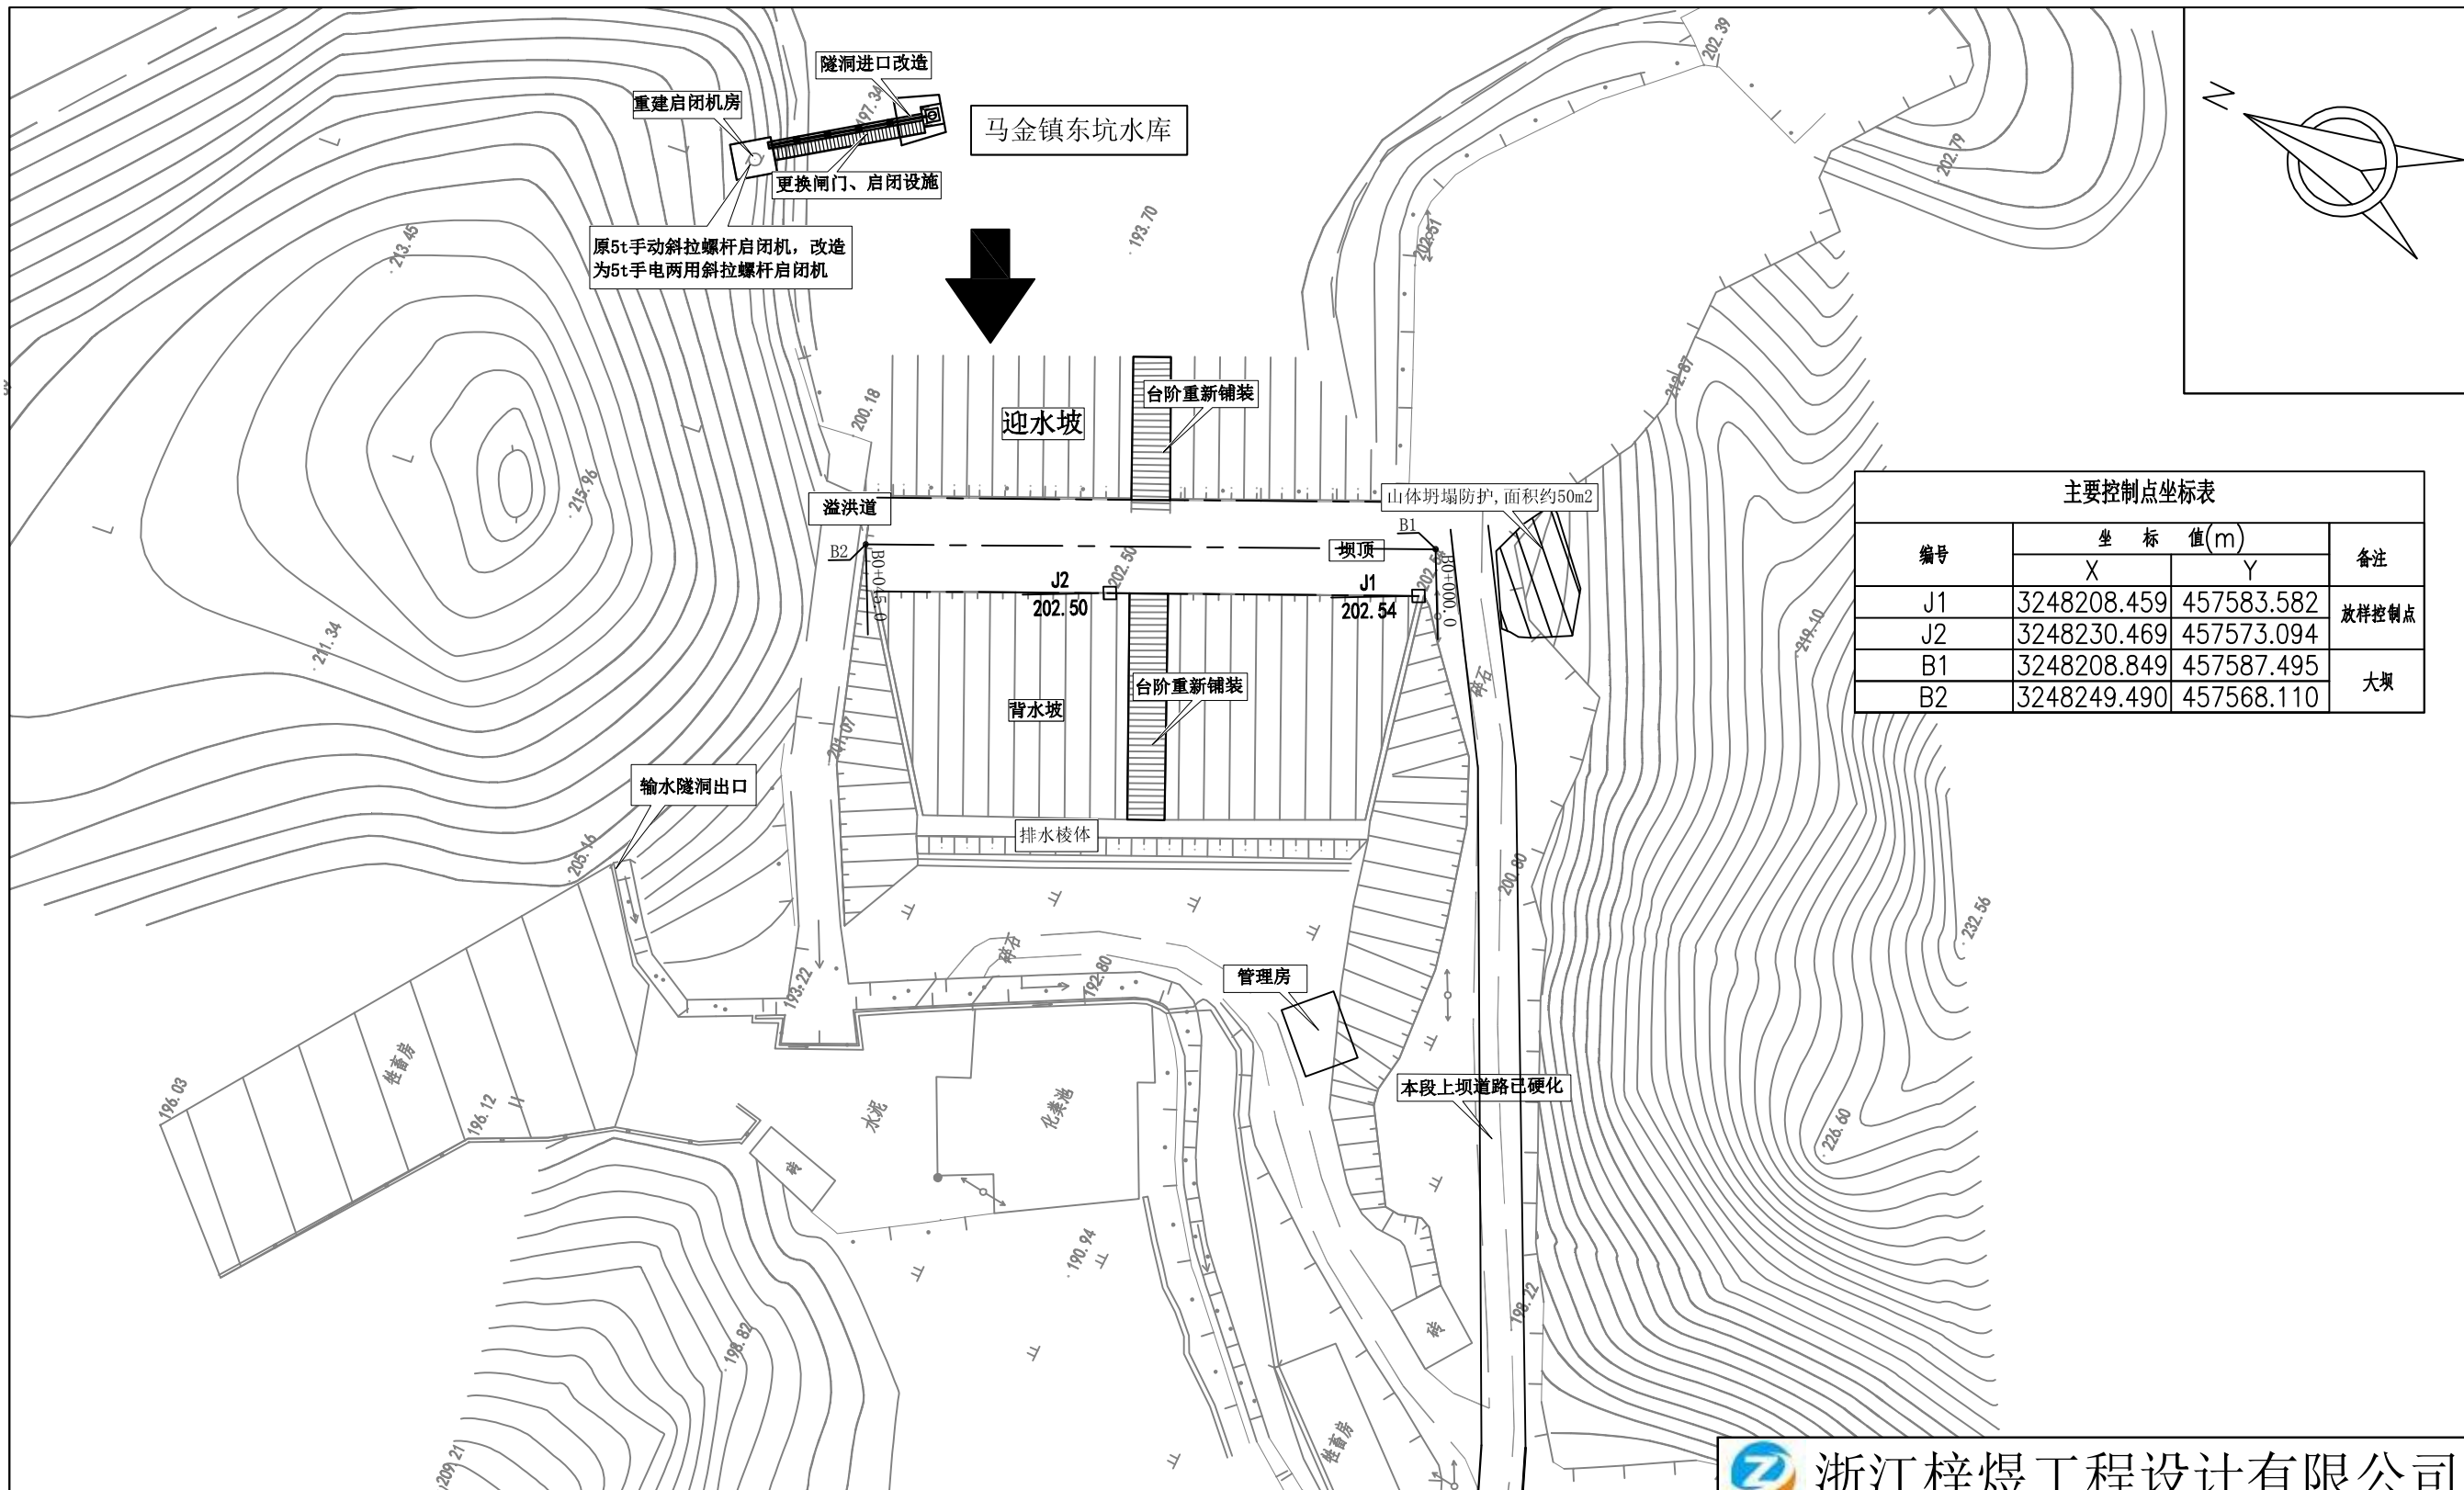 202.39
N
隧洞进口改造
重建启闭机房
197.34
马金镇东坑水库
更换闸门、启闭设施
202.79
193.70
202.51
213.45
原5t手动斜拉螺杆启闭机，改造
为5t手电两用斜拉螺杆启闭机
212.87
200.18
迎水坡
台阶重新铺装
215.96
溢洪道
山体坍塌防护,面积约50m2
主要控制点坐标表
编号
坐 标 值(m)
备注
X
Y
J1
3248208.459
457583.582
放样控制点
J2
3248230.469
457573.094
B1
3248208.849
457587.495
大坝
B2
3248249.490
457568.110
B1
B2
坝顶
B0+045.0
202.50
B0+000.0
J2
202.50
J1
202.54
211.34
219.10
碎石
台阶重新铺装
背水坡
201.07
输水隧洞出口
排水棱体
205.16
200.80
232.56
碎石
192.80
193.22
管理房
牲畜房
196.03
196.12
水泥
化粪池
本段上坝道路已硬化
226.60
砖
190.94
198.22
砖
198.82
牲畜房
209.21
浙江梓煜工程设计有限公司